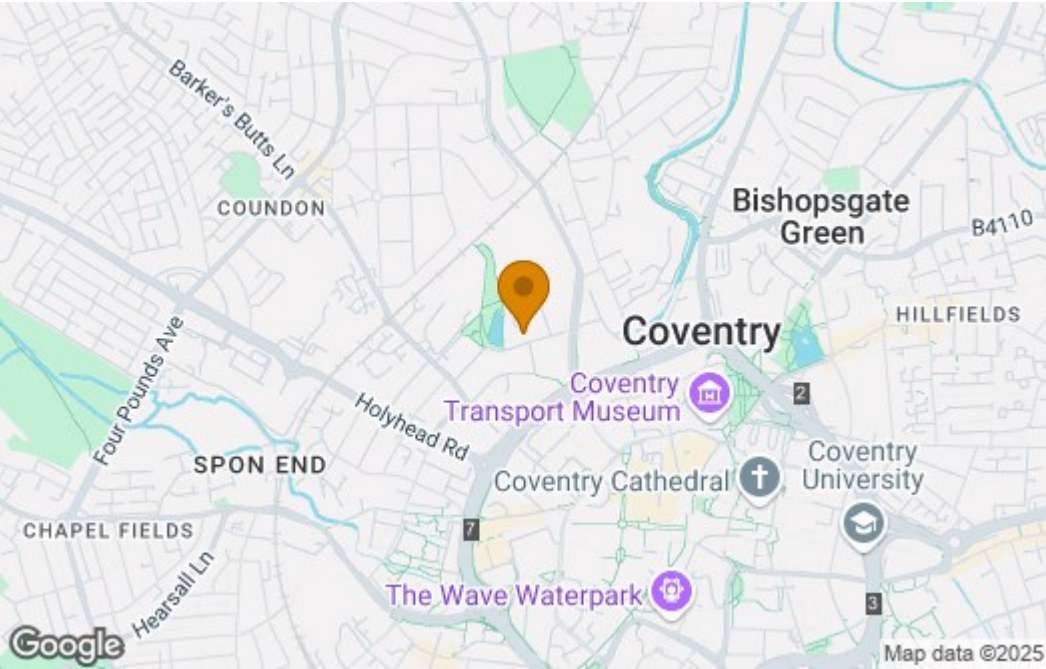 Barker's Butts Ln
COUNDON
Bishopsgate
Green
B4110
HILLFIELDS
Coventry
Four Pounds Ave
Coventry
Transport Museum
2
Holyhead Rd
SPON END
Coventry Cathedral
Coventry
University
CHAPEL FIELDS
7
Hearsall Ln
The Wave Waterpark
3
Google
Map data ©2025